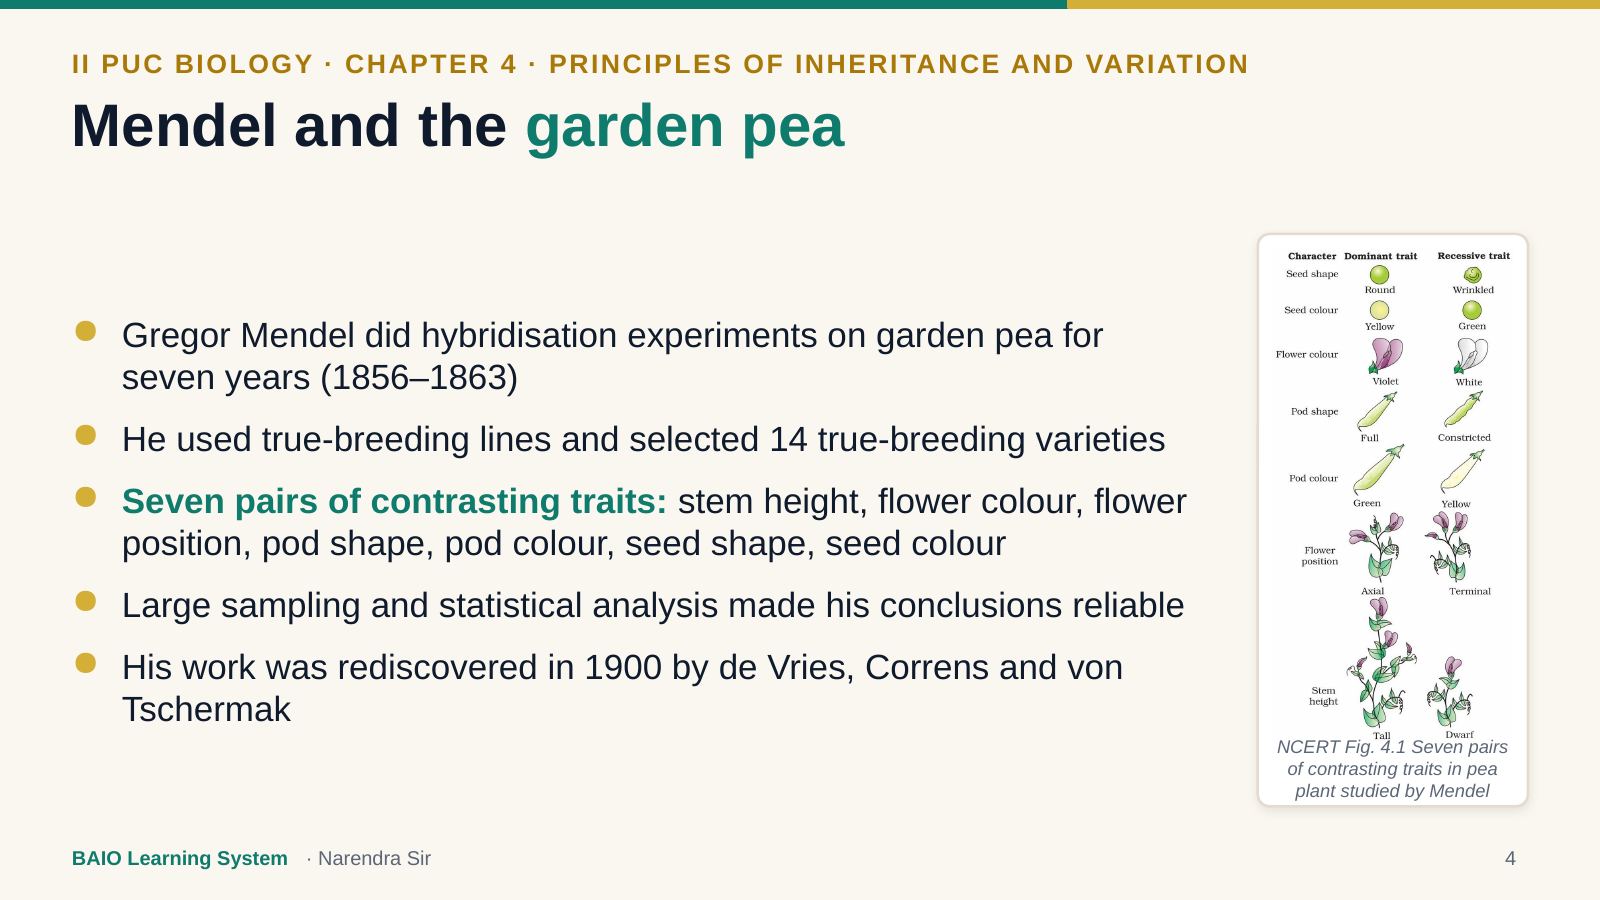 II PUC BIOLOGY · CHAPTER 4 · PRINCIPLES OF INHERITANCE AND VARIATION
Mendel and the garden pea
Gregor Mendel did hybridisation experiments on garden pea for
seven years (1856–1863)
He used true-breeding lines and selected 14 true-breeding varieties
Seven pairs of contrasting traits: stem height, flower colour, flower
position, pod shape, pod colour, seed shape, seed colour
Large sampling and statistical analysis made his conclusions reliable
His work was rediscovered in 1900 by de Vries, Correns and von
Tschermak
Character Dominant trait Recessive trait
Seed shape
Round Wrinkled
Seed colour
Yellow Green
Flower colour
Violet White
Pod shape
Full Constricted
Pod colour
Green Yellow
Flower
position
Axial Terminal
Stem
height
Tall Dwarf
NCERT Fig. 4.1 Seven pairs
of contrasting traits in pea
plant studied by Mendel
BAIO Learning System · Narendra Sir
4